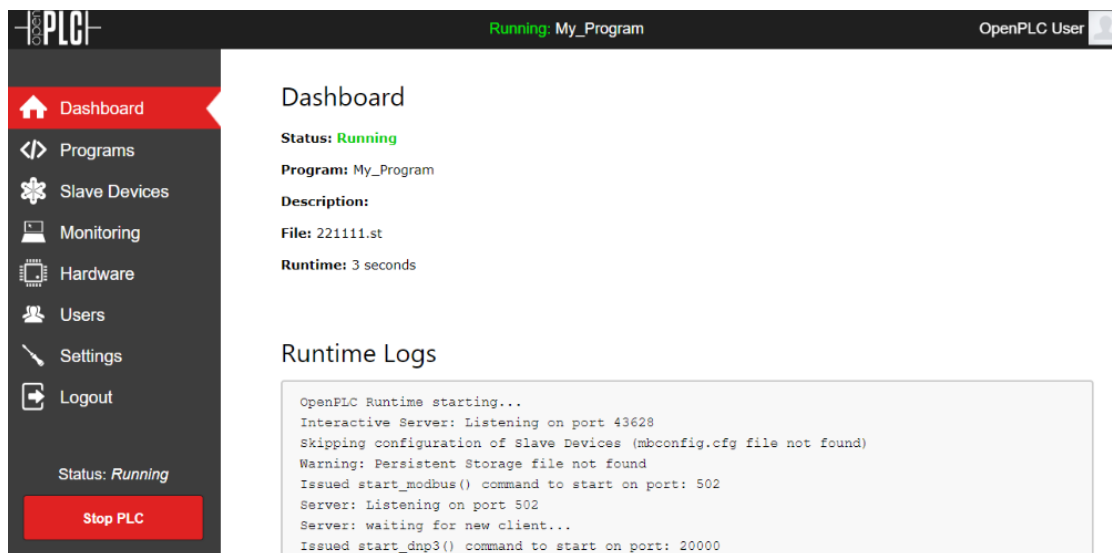 open PLC
Running: My_Program
OpenPLC User
Dashboard
Programs
Slave Devices
Monitoring
Hardware
Users
Settings
Logout
Status: Running
Stop PLC
Dashboard
Status: Running
Program: My_Program
Description:
File: 221111.st
Runtime: 3 seconds
Runtime Logs
OpenPLC Runtime starting...
Interactive Server: Listening on port 43628
Skipping configuration of Slave Devices (mbconfig.cfg file not found)
Warning: Persistent Storage file not found
Issued start_modbus() command to start on port: 502
Server: Listening on port 502
Server: waiting for new client...
Issued start_dnp3() command to start on port: 20000